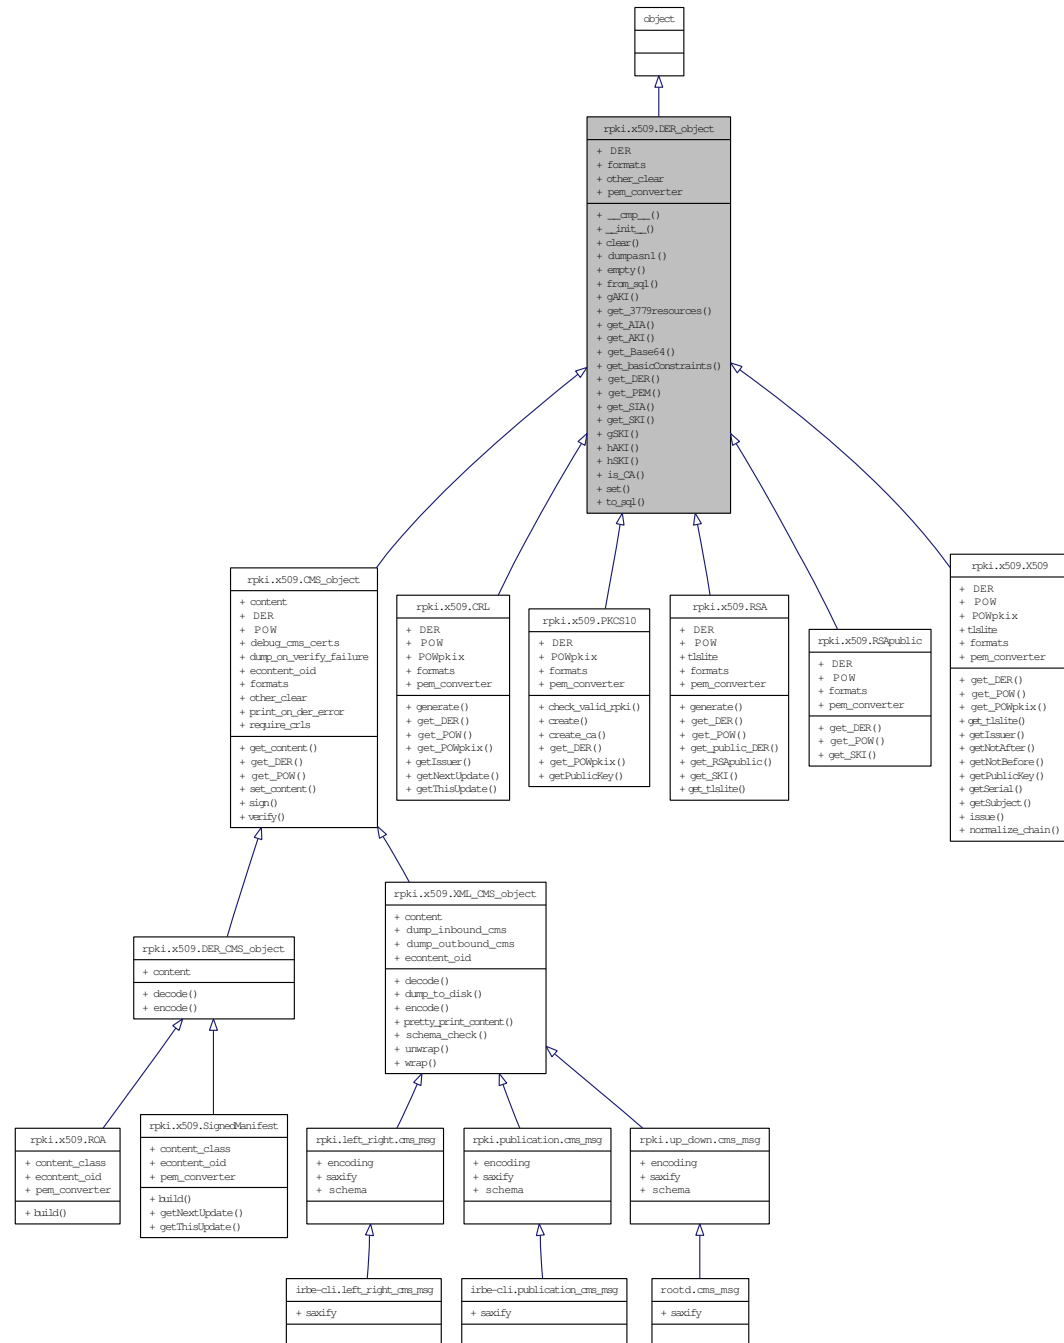 object
rpki.x509.DER_object
+ DER
+ formats
+ other_clear
+ pem_converter
+ __cmp__()
+ __init__()
+ clear()
+ dumpasn1()
+ empty()
+ from_sql()
+ gAKI()
+ get_3779resources()
+ get_AIA()
+ get_AKI()
+ get_Base64()
+ get_basicConstraints()
+ get_DER()
+ get_PEM()
+ get_SIA()
+ get_SKI()
+ gSKI()
+ hAKI()
+ hSKI()
+ is_CA()
+ set()
+ to_sql()
rpki.x509.CMS_object
+ content
+ DER
+ POW
+ debug_cms_certs
+ dump_on_verify_failure
+ econtent_oid
+ formats
+ other_clear
+ print_on_der_error
+ require_crls
+ get_content()
+ get_DER()
+ get_POW()
+ set_content()
+ sign()
+ verify()
rpki.x509.CRL
+ DER
+ POW
+ POWpkix
+ formats
+ pem_converter
+ generate()
+ get_DER()
+ get_POW()
+ get_POWpkix()
+ getIssuer()
+ getNextUpdate()
+ getThisUpdate()
rpki.x509.PKCS10
+ DER
+ POWpkix
+ formats
+ pem_converter
+ check_valid_rpki()
+ create()
+ create_ca()
+ get_DER()
+ get_POWpkix()
+ getPublicKey()
rpki.x509.RSA
+ DER
+ POW
+ tlslite
+ formats
+ pem_converter
+ generate()
+ get_DER()
+ get_POW()
+ get_public_DER()
+ get_RSApublic()
+ get_SKI()
+ get_tlslite()
rpki.x509.RSApublic
+ DER
+ POW
+ formats
+ pem_converter
+ get_DER()
+ get_POW()
+ get_SKI()
rpki.x509.X509
+ DER
+ POW
+ POWpkix
+ tlslite
+ formats
+ pem_converter
+ get_DER()
+ get_POW()
+ get_POWpkix()
+ get_tlslite()
+ getIssuer()
+ getNotAfter()
+ getNotBefore()
+ getPublicKey()
+ getSerial()
+ getSubject()
+ issue()
+ normalize_chain()
rpki.x509.DER_CMS_object
+ content
+ decode()
+ encode()
rpki.x509.XML_CMS_object
+ content
+ dump_inbound_cms
+ dump_outbound_cms
+ econtent_oid
+ decode()
+ dump_to_disk()
+ encode()
+ pretty_print_content()
+ schema_check()
+ unwrap()
+ wrap()
rpki.x509.ROA
+ content_class
+ econtent_oid
+ pem_converter
+ build()
rpki.x509.SignedManifest
+ content_class
+ econtent_oid
+ pem_converter
+ build()
+ getNextUpdate()
+ getThisUpdate()
rpki.left_right.cms_msg
+ encoding
+ saxify
+ schema
rpki.publication.cms_msg
+ encoding
+ saxify
+ schema
rpki.up_down.cms_msg
+ encoding
+ saxify
+ schema
irbe-cli.left_right_cms_msg
+ saxify
irbe-cli.publication_cms_msg
+ saxify
rootd.cms_msg
+ saxify